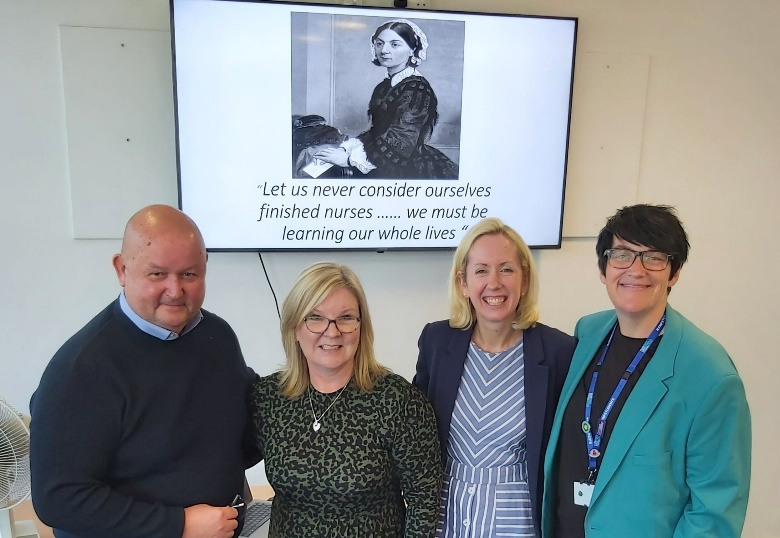 “Let us never consider ourselves
finished nurses ...... we must be
learning our whole lives “